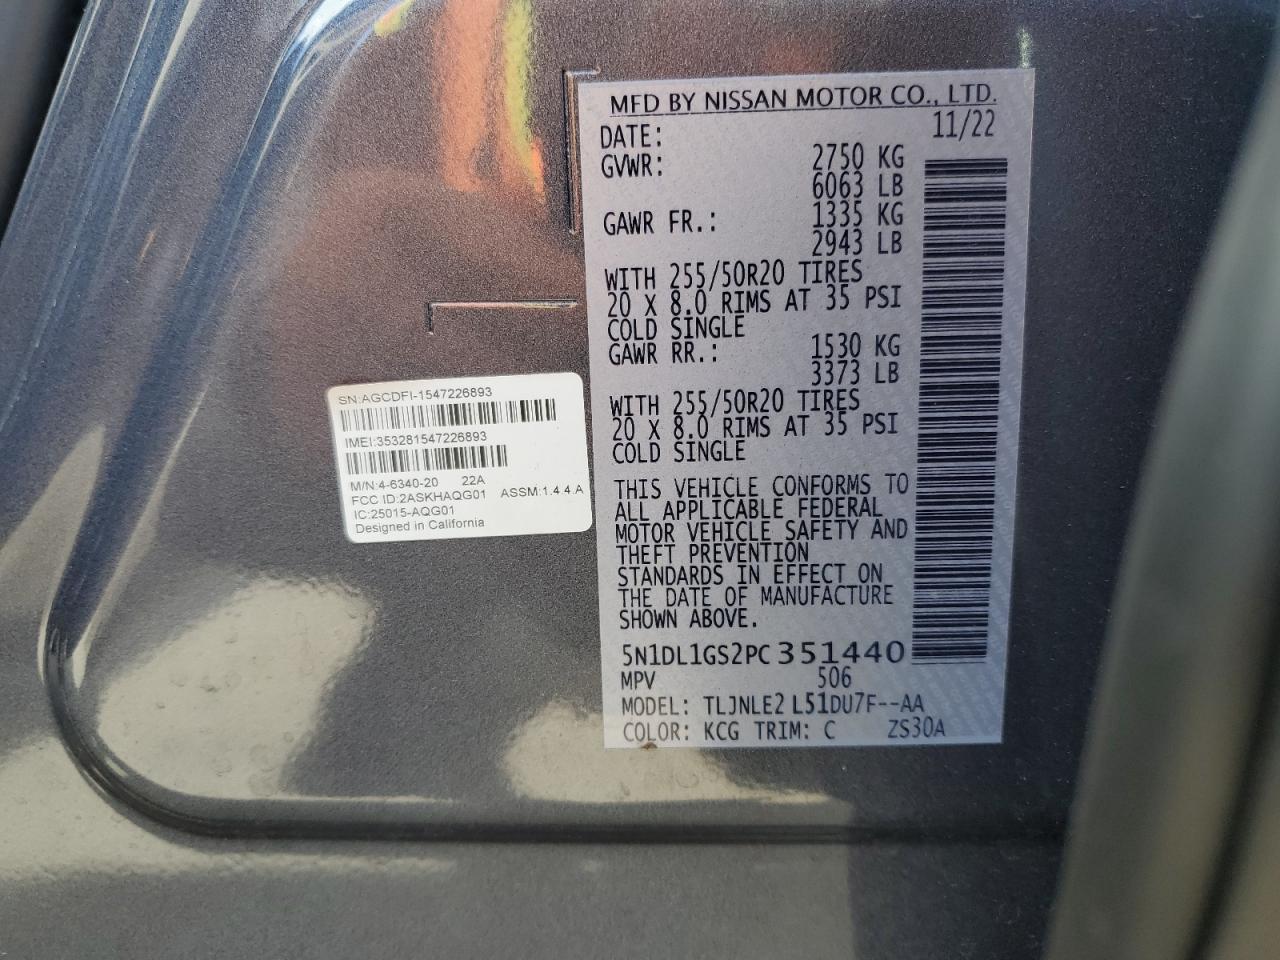 MFD BY NISSAN MOTOR CO., LTD.
DATE: 11/22
GVWR: 2750 KG
6063 LB
GAWR FR.: 1335 KG
2943 LB
WITH 255/50R20 TIRES
20 X 8.0 RIMS AT 35 PSI
COLD SINGLE
GAWR RR.: 1530 KG
3373 LB
WITH 255/50R20 TIRES
20 X 8.0 RIMS AT 35 PSI
COLD SINGLE
THIS VEHICLE CONFORMS TO
ALL APPLICABLE FEDERAL
MOTOR VEHICLE SAFETY AND
THEFT PREVENTION
STANDARDS IN EFFECT ON
THE DATE OF MANUFACTURE
SHOWN ABOVE.
5N1DL1GS2PC351440
MPV 506
MODEL: TLJNLE2 L51DU7F--AA
COLOR: KCG TRIM: C ZS30A
SN:AGCDFI-1547226893
IMEI:353281547226893
M/N:4-6340-20 22A
FCC ID:2ASKHAQG01 ASSM:1.4.4.A
IC:25015-AQG01
Designed in California